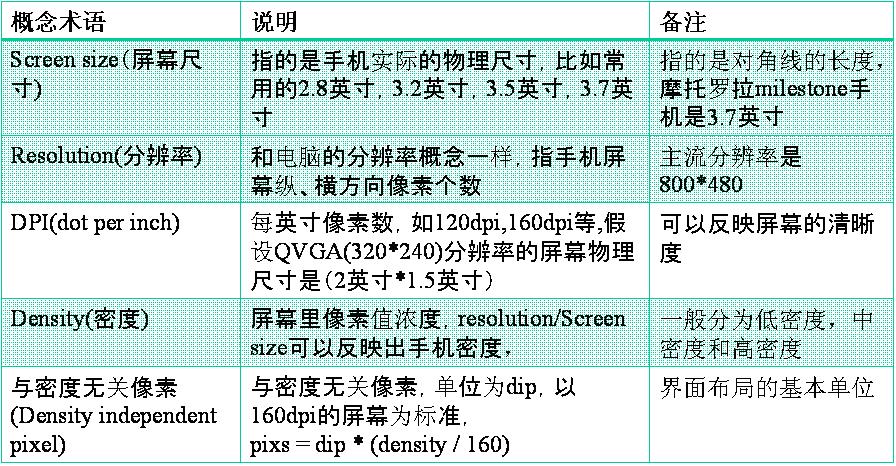 概念术语
说明
备注
Screen size(屏幕尺
寸)
指的是手机实际的物理尺寸，比如常
用的2.8英寸，3.2英寸，3.5英寸，3.7英
寸
指的是对角线的长度，
摩托罗拉milestone手
机是3.7英寸
Resolution(分辨率)
和电脑的分辨率概念一样，指手机屏
幕纵、横方向像素个数
主流分辨率是
800*480
DPI(dot per inch)
每英寸像素数，如120dpi,160dpi等,假
设QVGA(320*240)分辨率的屏幕物理
尺寸是(2英寸*1.5英寸)
可以反映屏幕的清晰
度
Density(密度)
屏幕里像素值浓度，resolution/Screen
size可以反映出手机密度，
一般分为低密度，中
密度和高密度
与密度无关像素
(Density independent
pixel)
与密度无关像素，单位为dip，以
160dpi的屏幕为标准，
pixs = dip * (density / 160)
界面布局的基本单位